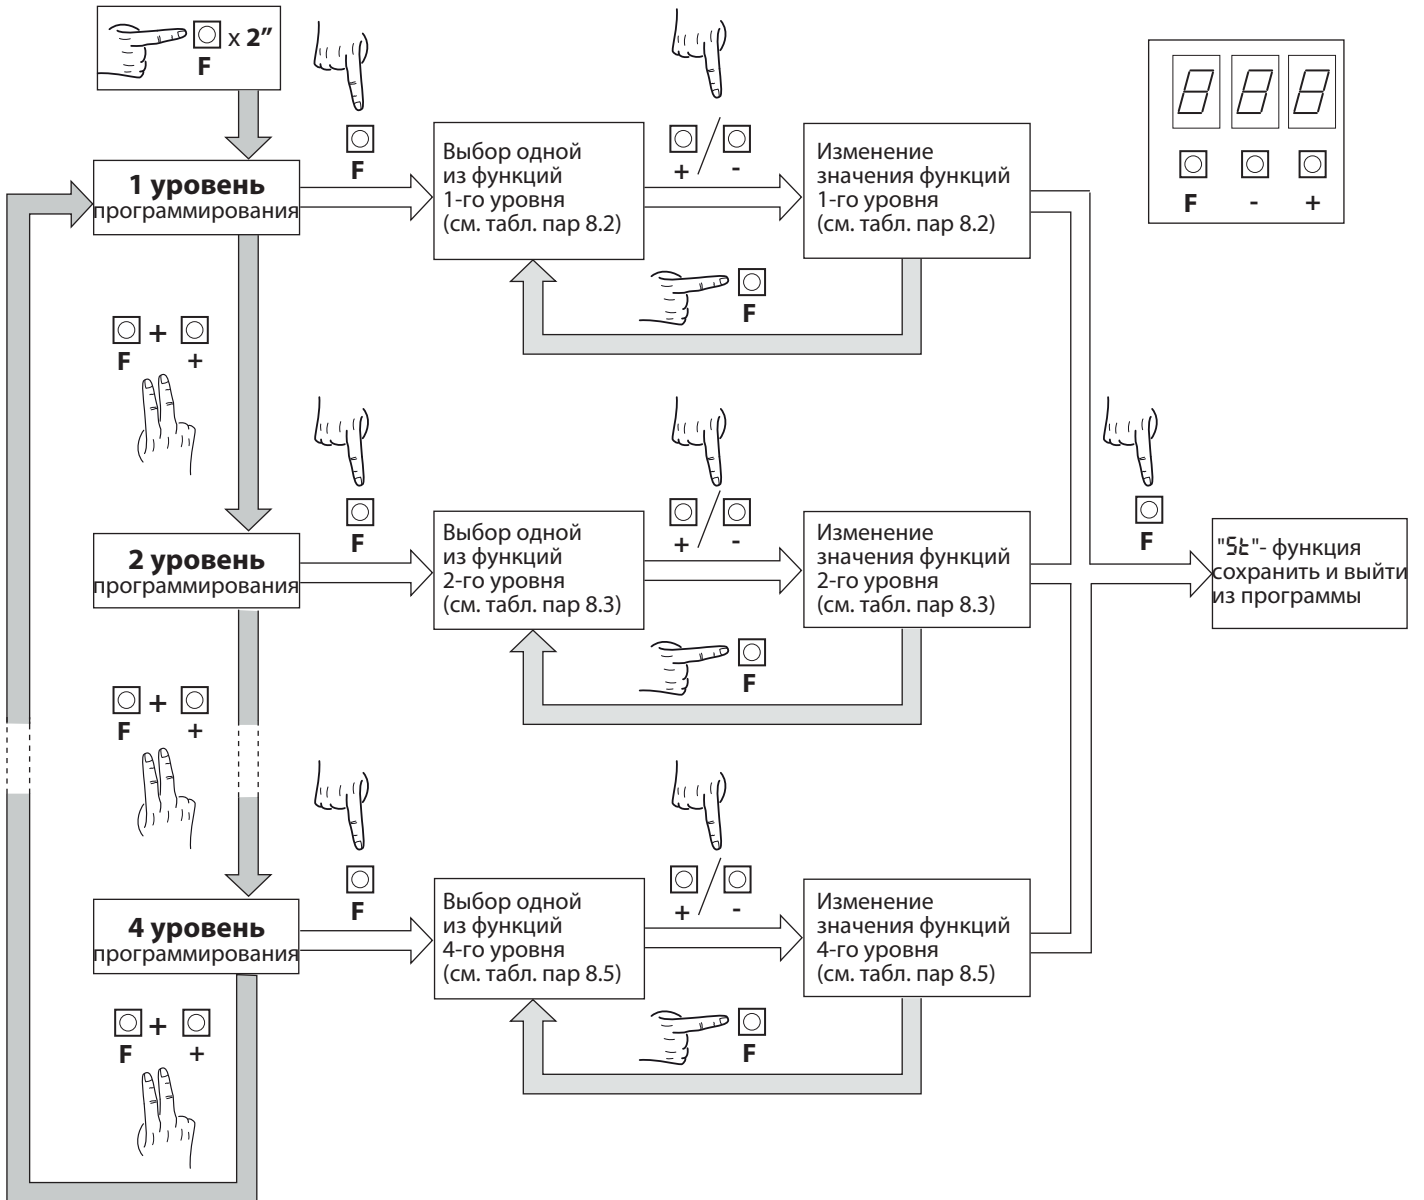 x 2”
F
F
+ / -
F - +
1 уровень
программирования
Выбор одной
из функций
1-го уровня
(см. табл. пар 8.2)
Изменение
значения функций
1-го уровня
(см. табл. пар 8.2)
F
F + +
F
+ / -
F
2 уровень
программирования
Выбор одной
из функций
2-го уровня
(см. табл. пар 8.3)
Изменение
значения функций
2-го уровня
(см. табл. пар 8.3)
"St"- функция
сохранить и выйти
из программы
F
F + +
F
+ / -
4 уровень
программирования
Выбор одной
из функций
4-го уровня
(см. табл. пар 8.5)
Изменение
значения функций
4-го уровня
(см. табл. пар 8.5)
F
F + +